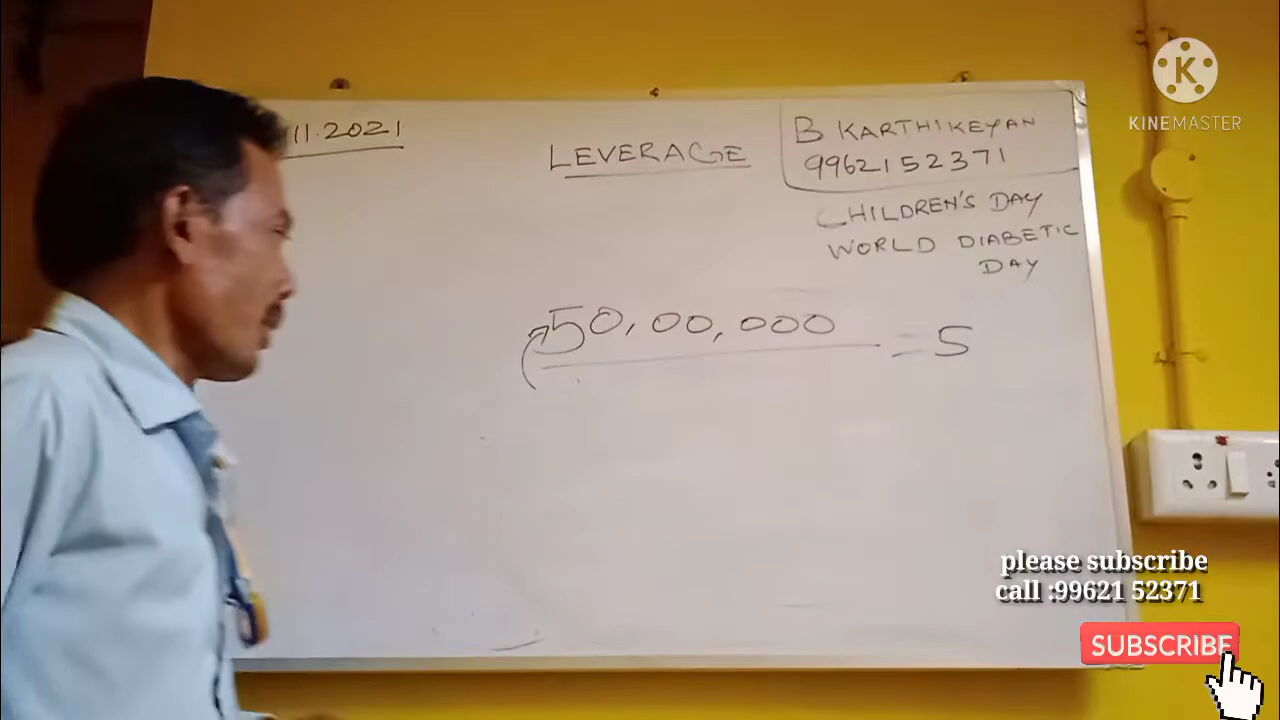 11.2021
LEVERAGE
B KARTHIKEYAN
9962152371
CHILDREN'S DAY
WORLD DIABETIC
DAY
50,00,000 = 5
K
KINEMASTER
please subscribe
call :99621 52371
SUBSCRIBE